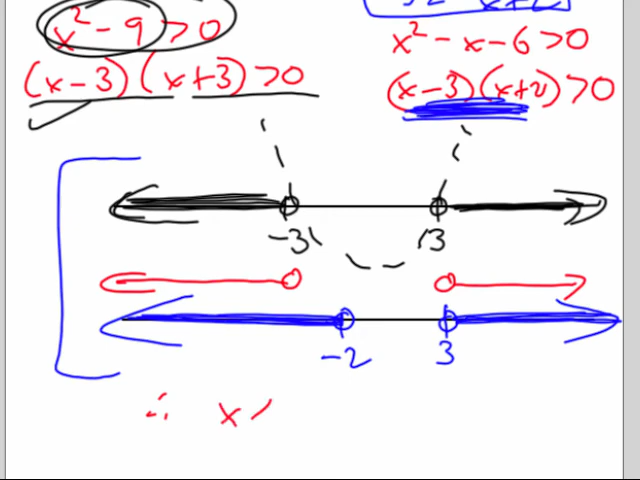 x² - 9 > 0
(x-3)(x+3) > 0
x² - x - 6 > 0
(x-3)(x+2) > 0
-3
3
-2
3
∴ x